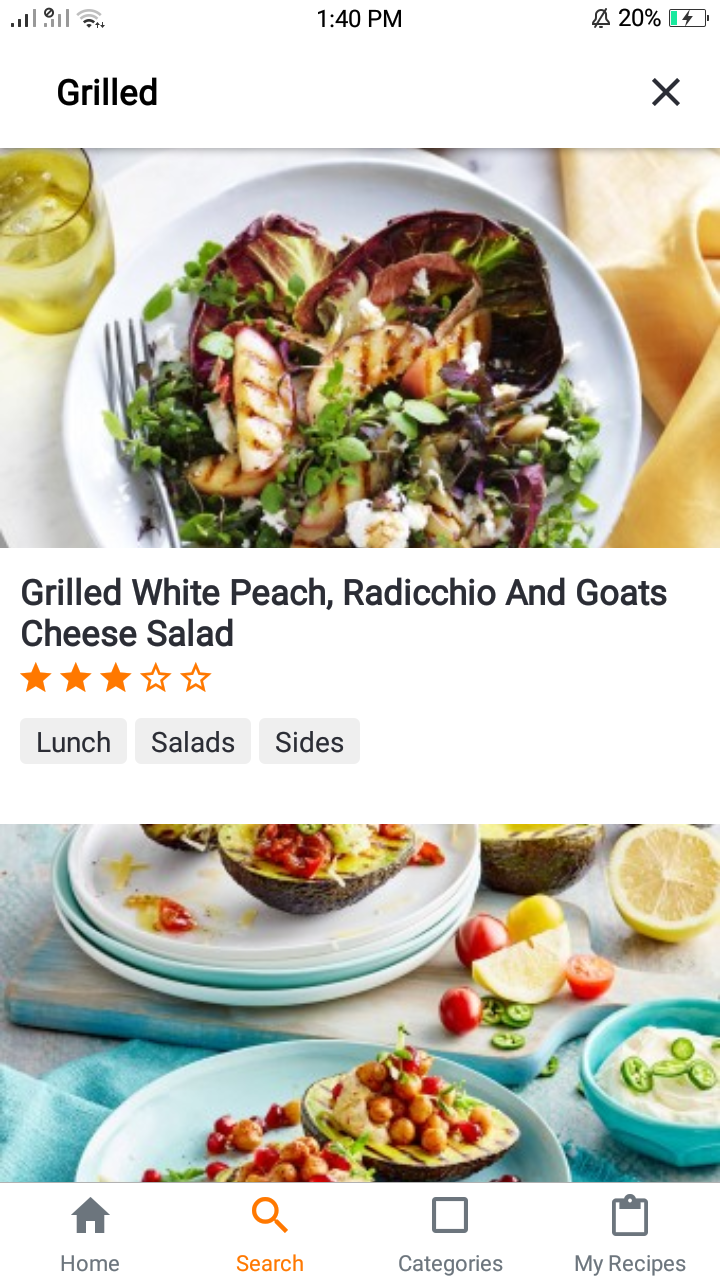 1:40 PM
20%
Grilled
Grilled White Peach, Radicchio And Goats
Cheese Salad
Lunch
Salads
Sides
Home
Search
Categories
My Recipes